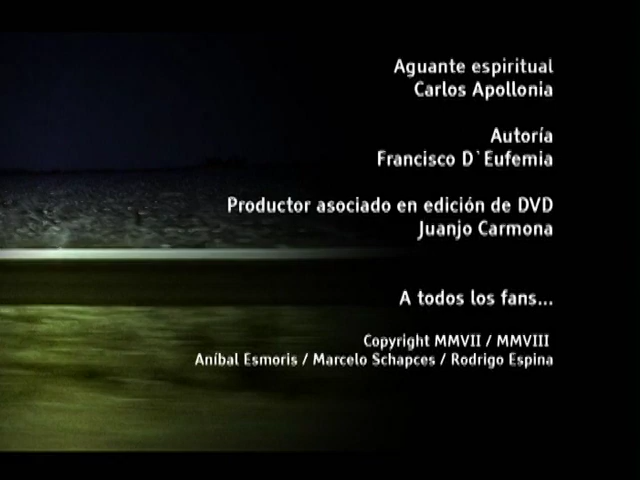 Aguante espiritual
Carlos Apollonia
Autoría
Francisco D`Eufemia
Productor asociado en edición de DVD
Juanjo Carmona
A todos los fans...
Copyright MMVII / MMVIII
Aníbal Esmoris / Marcelo Schapces / Rodrigo Espina